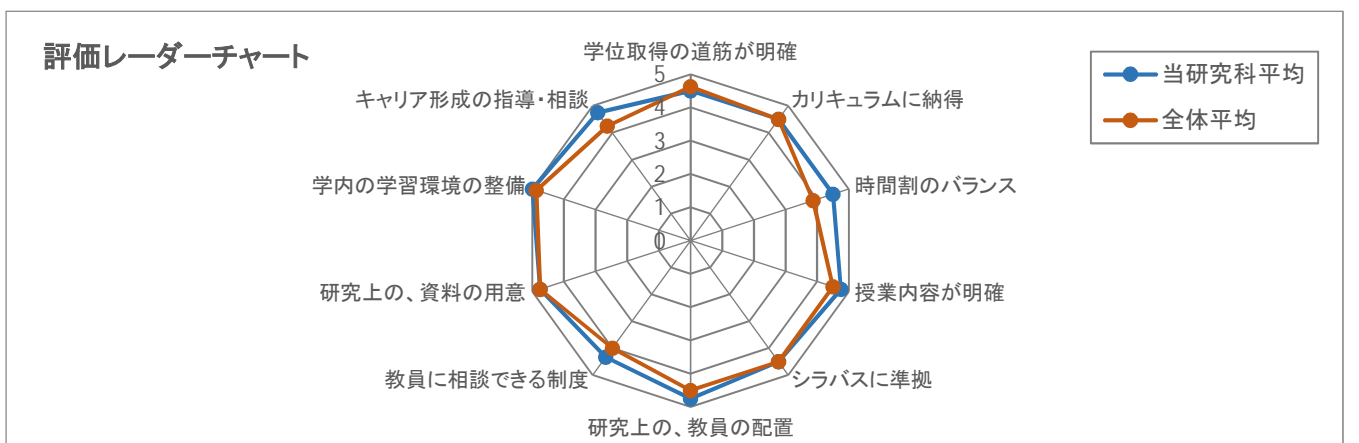 評価レーダーチャート
学位取得の道筋が明確
カリキュラムに納得
時間割のバランス
授業内容が明確
シラバスに準拠
研究上の、教員の配置
教員に相談できる制度
研究上の、資料の用意
学内の学習環境の整備
キャリア形成の指導・相談
5
4
3
2
1
0
当研究科平均
全体平均